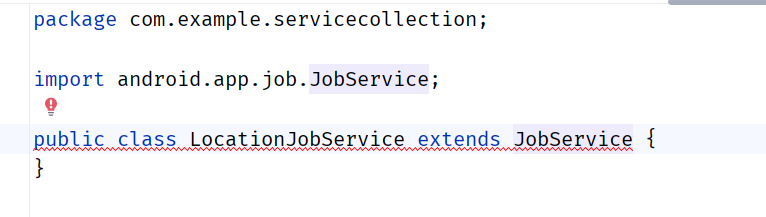 package com.example.servicecollection;
import android.app.job.JobService;
public class LocationJobService extends JobService {
}